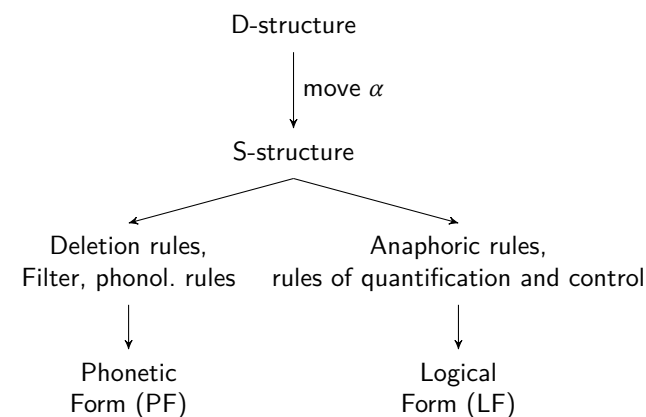 D-structure
move α
S-structure
Deletion rules,
Filter, phonol. rules
Anaphoric rules,
rules of quantification and control
Phonetic
Form (PF)
Logical
Form (LF)